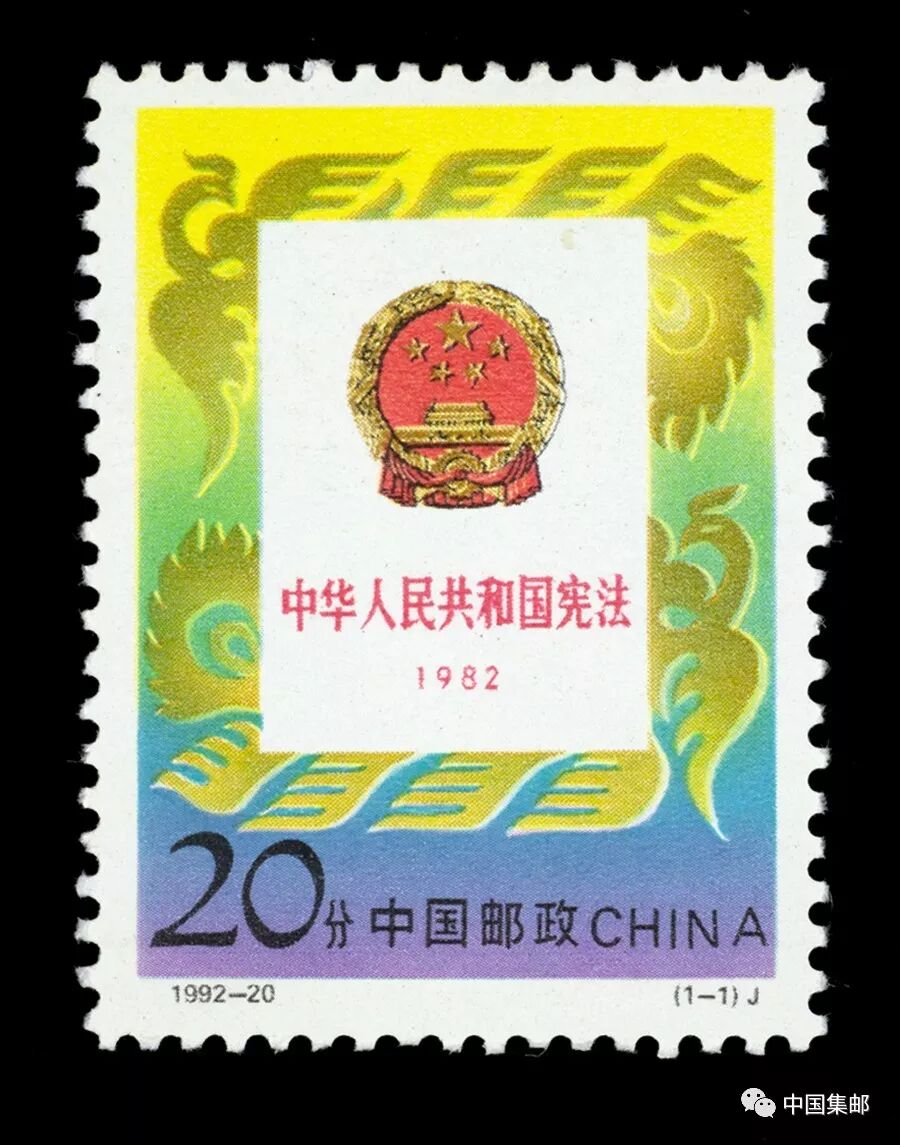 中华人民共和国宪法
1982
20分 中国邮政 CHINA
1992-20 (1-1) J
中国集邮